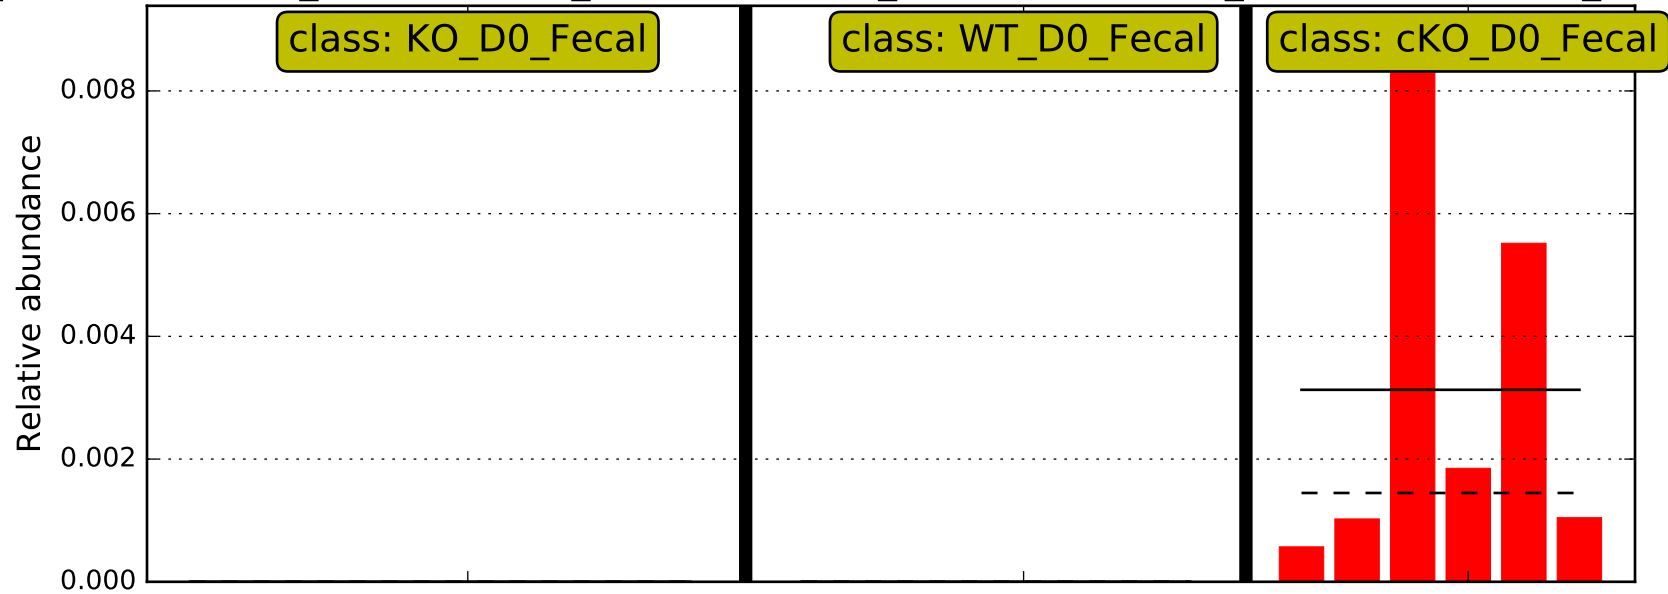 class: KO_D0_Fecal
class: WT_D0_Fecal
class: cKO_D0_Fecal
Relative abundance
0.008
0.006
0.004
0.002
0.000